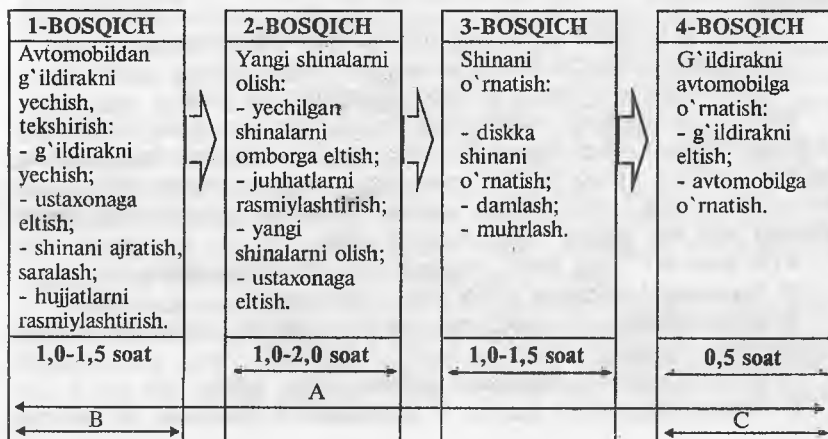 1-BOSQICH
Avtomobildan
g`ildirakni
yechish,
tekshirish:
- g`ildirakni
yechish;
- ustaxonaga
eltish;
- shinani ajratish,
saralash;
- hujjatlarni
rasmiylashtirish.
1,0-1,5 soat
2-BOSQICH
Yangi shinalarni
olish:
- yechilgan
shinalarni
omborga eltish;
- juhhatlarni
rasmiylashtirish;
- yangi
shinalarni olish;
- ustaxonaga
eltish.
1,0-2,0 soat
3-BOSQICH
Shinani
o`rnatish:
- diskka
shinani
o`rnatish;
- damlash;
- muhrlash.
1,0-1,5 soat
4-BOSQICH
G`ildirakni
avtomobilga
o`rnatish:
- g`ildirakni
eltish;
- avtomobilga
o`rnatish.
0,5 soat
A
B
C